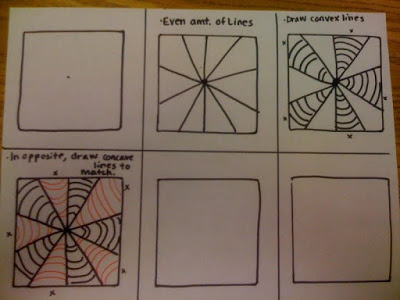 ·Even amt. of Lines
·Draw convex lines
x
x
x
x
x
x
·In opposite, draw concave
lines to
match.
x
x
x
x
x
x